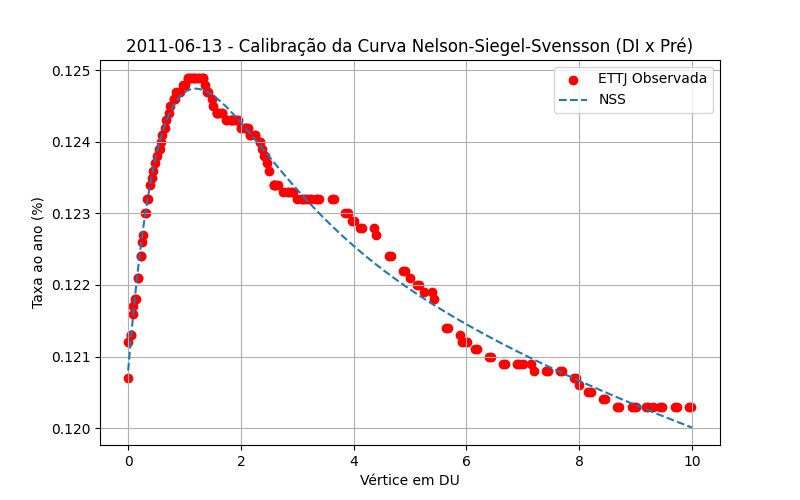 2011-06-13 - Calibração da Curva Nelson-Siegel-Svensson (DI x Pré)
ETTJ Observada
NSS
Taxa ao ano (%)
0.125
0.124
0.123
0.122
0.121
0.120
0
2
4
6
8
10
Vértice em DU